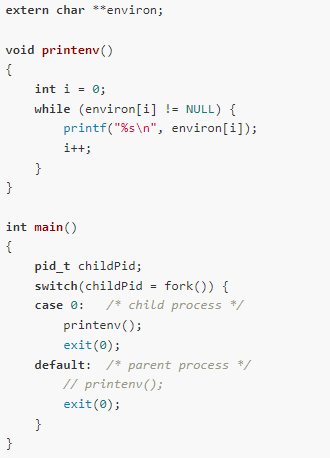 extern char **environ;
void printenv()
{
    int i = 0;
    while (environ[i] != NULL) {
        printf("%s\n", environ[i]);
        i++;
    }
}
int main()
{
    pid_t childPid;
    switch(childPid = fork()) {
    case 0:   /* child process */
        printenv();
        exit(0);
    default:  /* parent process */
        // printenv();
        exit(0);
    }
}